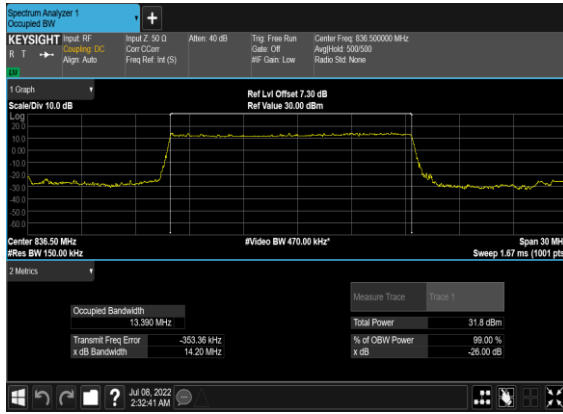 Spectrum Analyzer 1
Occupied BW
+
KEYSIGHT Input: RF Input Z: 50 Ω Atten: 40 dB Trig: Free Run Center Freq: 836.500000 MHz
R T Coupling: DC Corr CCorr Gate: Off Avg|Hold: 500/500
Align: Auto Freq Ref: Int (S) #IF Gain: Low Radio Std: None
LW
1 Graph
Ref Lvl Offset 7.30 dB
Scale/Div 10.0 dB Ref Value 30.00 dBm
Log
20.0
10.0
0.00
-10.0
-20.0
-30.0
-40.0
-50.0
-60.0
Center 836.50 MHz #Video BW 470.00 kHz* Span 30 MH
#Res BW 150.00 kHz Sweep 1.67 ms (1001 pts
2 Metrics
Measure Trace Trace 1
Occupied Bandwidth
13.390 MHz Total Power 31.8 dBm
Transmit Freq Error -353.36 kHz % of OBW Power 99.00 %
x dB Bandwidth 14.20 MHz x dB -26.00 dB
? Jul 08, 2022
2:32:41 AM